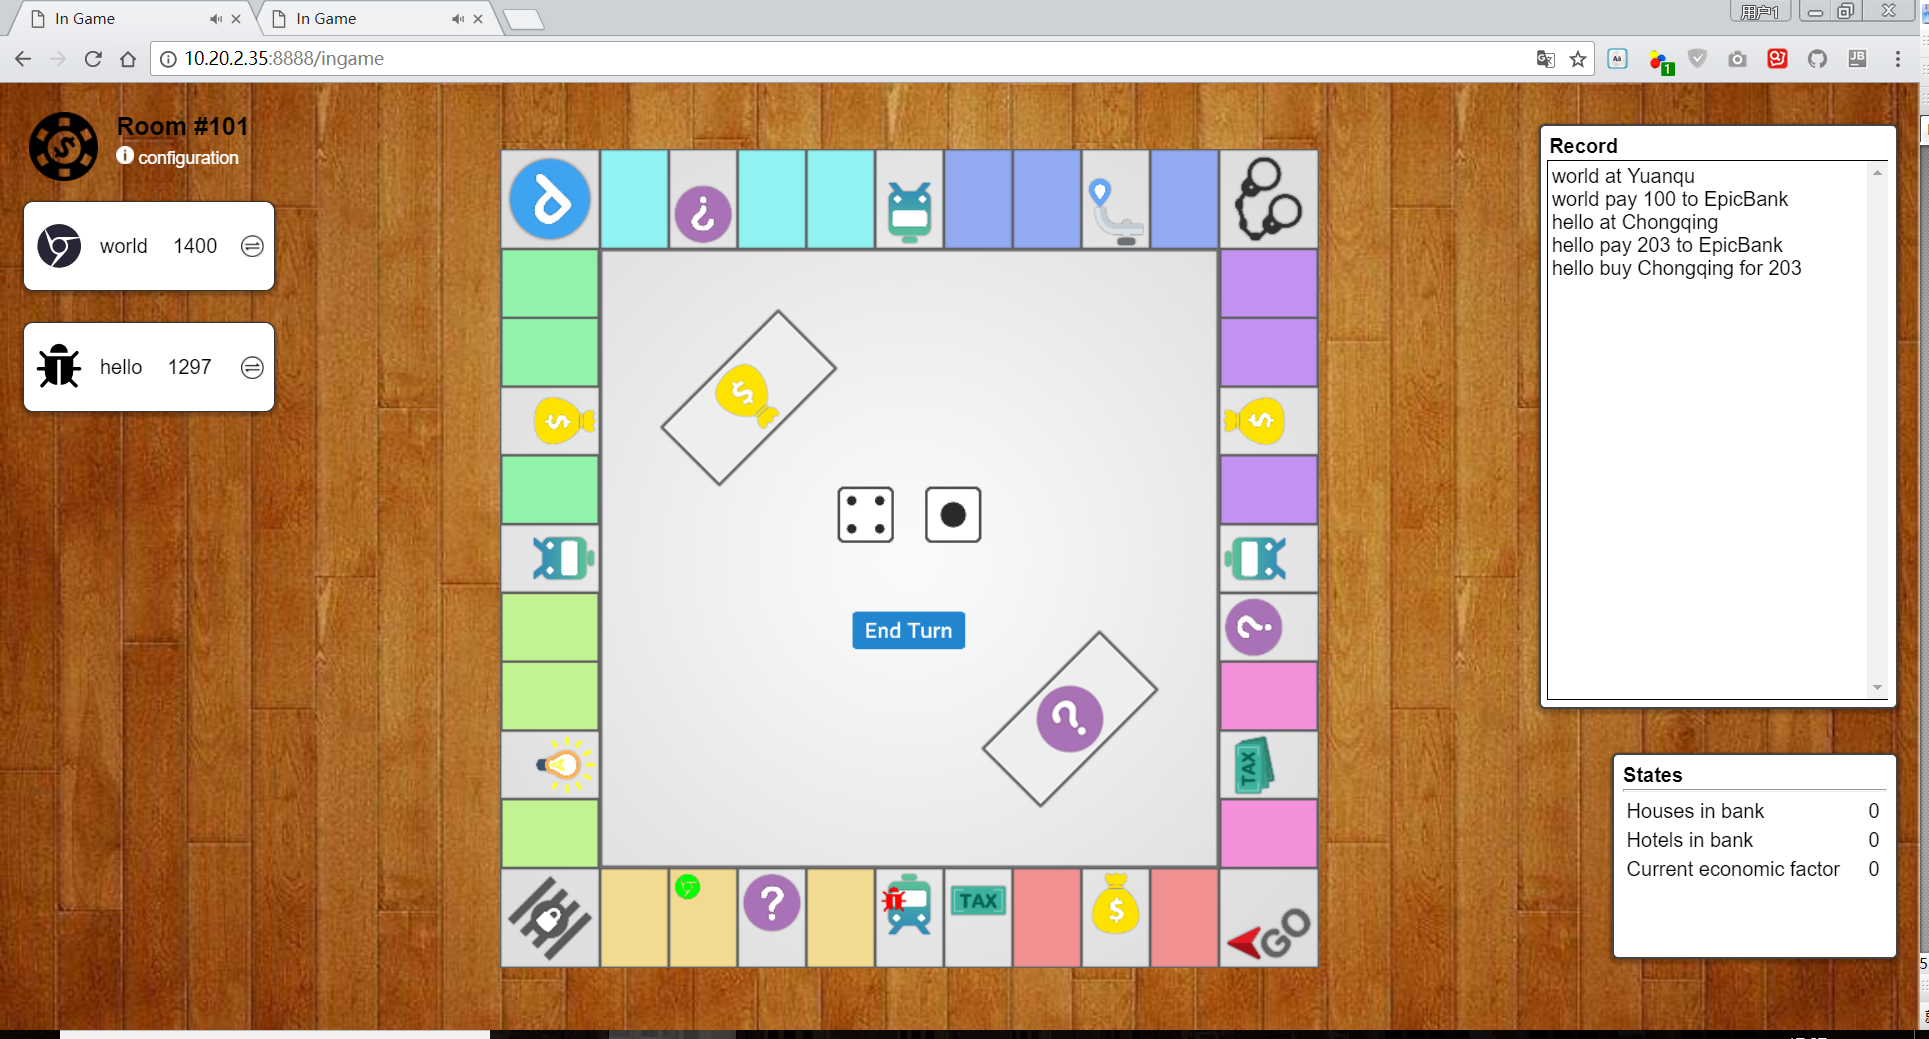 In Game
In Game
用户1
10.20.2.35:8888/ingame
1
Room #101
configuration
world 1400
hello 1297
End Turn
TAX
TAX
GO
Record
world at Yuanqu
world pay 100 to EpicBank
hello at Chongqing
hello pay 203 to EpicBank
hello buy Chongqing for 203
States
Houses in bank 0
Hotels in bank 0
Current economic factor 0
JB